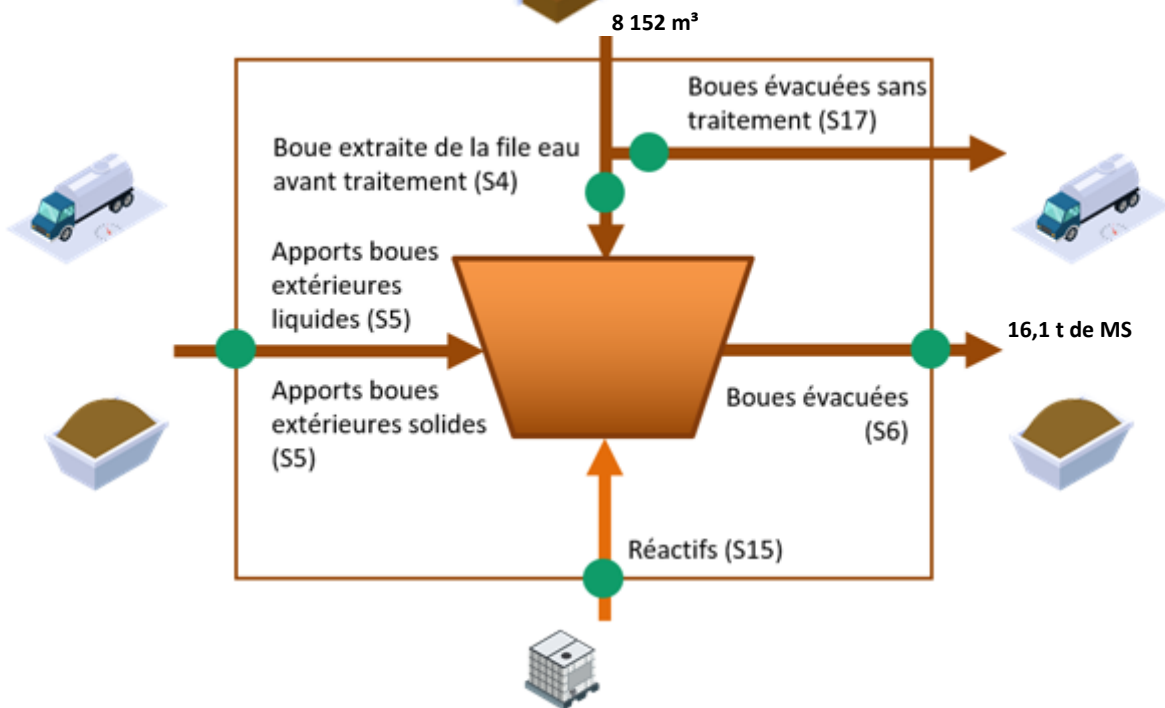 8 152 m³
Boues évacuées sans
traitement (S17)
Boue extraite de la file eau
avant traitement (S4)
Apports boues
extérieures
liquides (S5)
16,1 t de MS
Apports boues
extérieures solides
(S5)
Boues évacuées
(S6)
Réactifs (S15)